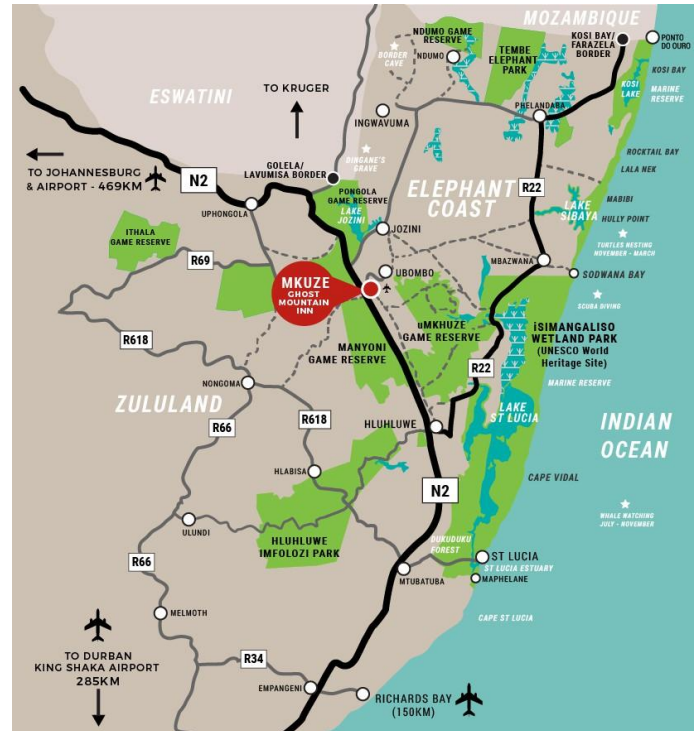 MOZAMBIQUE
NDUMO GAME
RESERVE
BORDER
CAVE
NDUMO
TEMBE
ELEPHANT
PARK
KOSI BAY/
FARAZELA
BORDER
PONTO
DO OURO
KOSI BAY
KOSI
LAKE
MARINE
RESERVE
ESWATINI
TO KRUGER
INGWAVUMA
PHELANDABA
DINGANE'S
GRAVE
ROCKTAIL BAY
LALA NEK
TO JOHANNESBURG
& AIRPORT - 469KM
N2
GOLELA/
LAVUMISA BORDER
PONGOLA
GAME RESERVE
LAKE
JOZINI
JOZINI
ELEPHANT
COAST
R22
LAKE
SIBAYA
MABIBI
HULLY POINT
UPHONGOLA
ITHALA
GAME RESERVE
R69
TURTLES NESTING
NOVEMBER - MARCH
UBOMBO
MBAZWANA
SODWANA BAY
MKUZE
GHOST
MOUNTAIN
INN
SCUBA DIVING
uMKHUZE
GAME RESERVE
iSIMANGALISO
WETLAND PARK
(UNESCO World
Heritage Site)
MANYONI
GAME RESERVE
R618
R22
MARINE RESERVE
NONGOMA
ZULULAND
R618
LAKE
ST LUCIA
R66
HLUHLUWE
INDIAN
OCEAN
HLABISA
N2
CAPE VIDAL
WHALE WATCHING
JULY - NOVEMBER
ULUNDI
HLUHLUWE
IMFOLOZI PARK
DUKUDUKU
FOREST
ST LUCIA
ST LUCIA ESTUARY
MAPHELANE
R66
MTUBATUBA
MELMOTH
CAPE ST LUCIA
TO DURBAN
KING SHAKA AIRPORT
285KM
R34
EMPANGENI
RICHARDS BAY
(150KM)